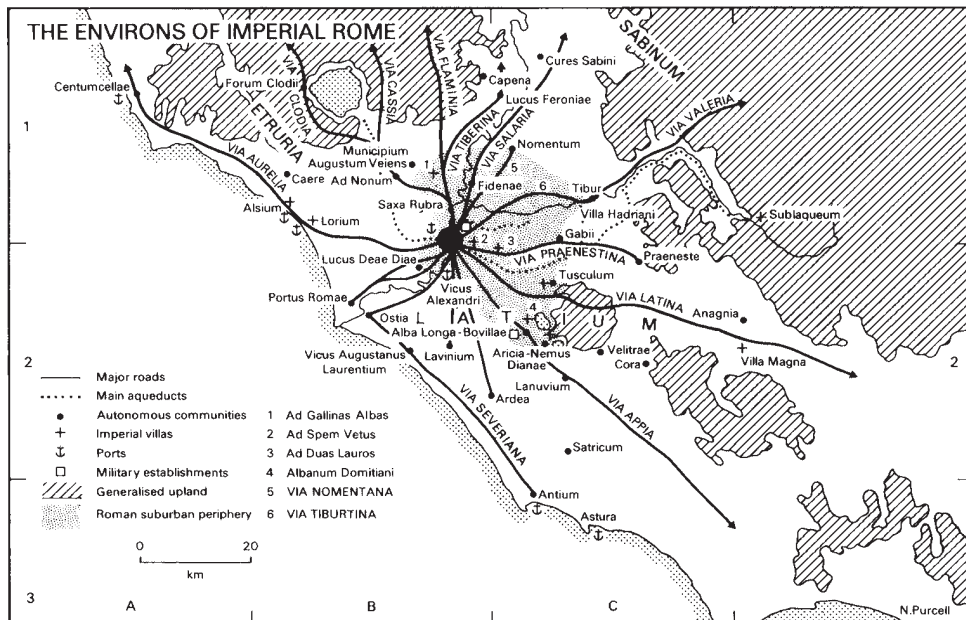 THE ENVIRONS OF IMPERIAL ROME
SABINUM
Cures Sabini
Capena
Centumcellae
Forum Clodii
VIA CLODIA
VIA CASSIA
VIA FLAMINIA
Lucus Feroniae
VIA VALERIA
1
ETRURIA
VIA TIBERINA
VIA SALARIA
Nomentum
Municipium
Augustum Veiens
Ad Nonum
1
5
VIA AURELIA
Caere
Fidenae
6
Tibur
Saxa Rubra
Villa Hadriani
Sublaqueum
Alsium
Lorium
2
3
Gabii
VIA PRAENESTINA
Praeneste
Lucus Deae Diae
Tusculum
Vicus
Alexandri
VIA LATINA
Portus Romae
Anagnia
Ostia
LATIUM
4
Alba Longa-Bovillae
Villa Magna
2
Vicus Augustanus
Laurentium
Lavinium
Aricia-Nemus
Dianae
Velitrae
Cora
Lanuvium
Ardea
VIA SEVERIANA
VIA APPIA
Satricum
Antium
Astura
Major roads
Main aqueducts
Autonomous communities
Imperial villas
Ports
Military establishments
Generalised upland
Roman suburban periphery
1 Ad Gallinas Albas
2 Ad Spem Vetus
3 Ad Duas Lauros
4 Albanum Domitiani
5 VIA NOMENTANA
6 VIA TIBURTINA
0 20
km
2
3
A B C
N.Purcell